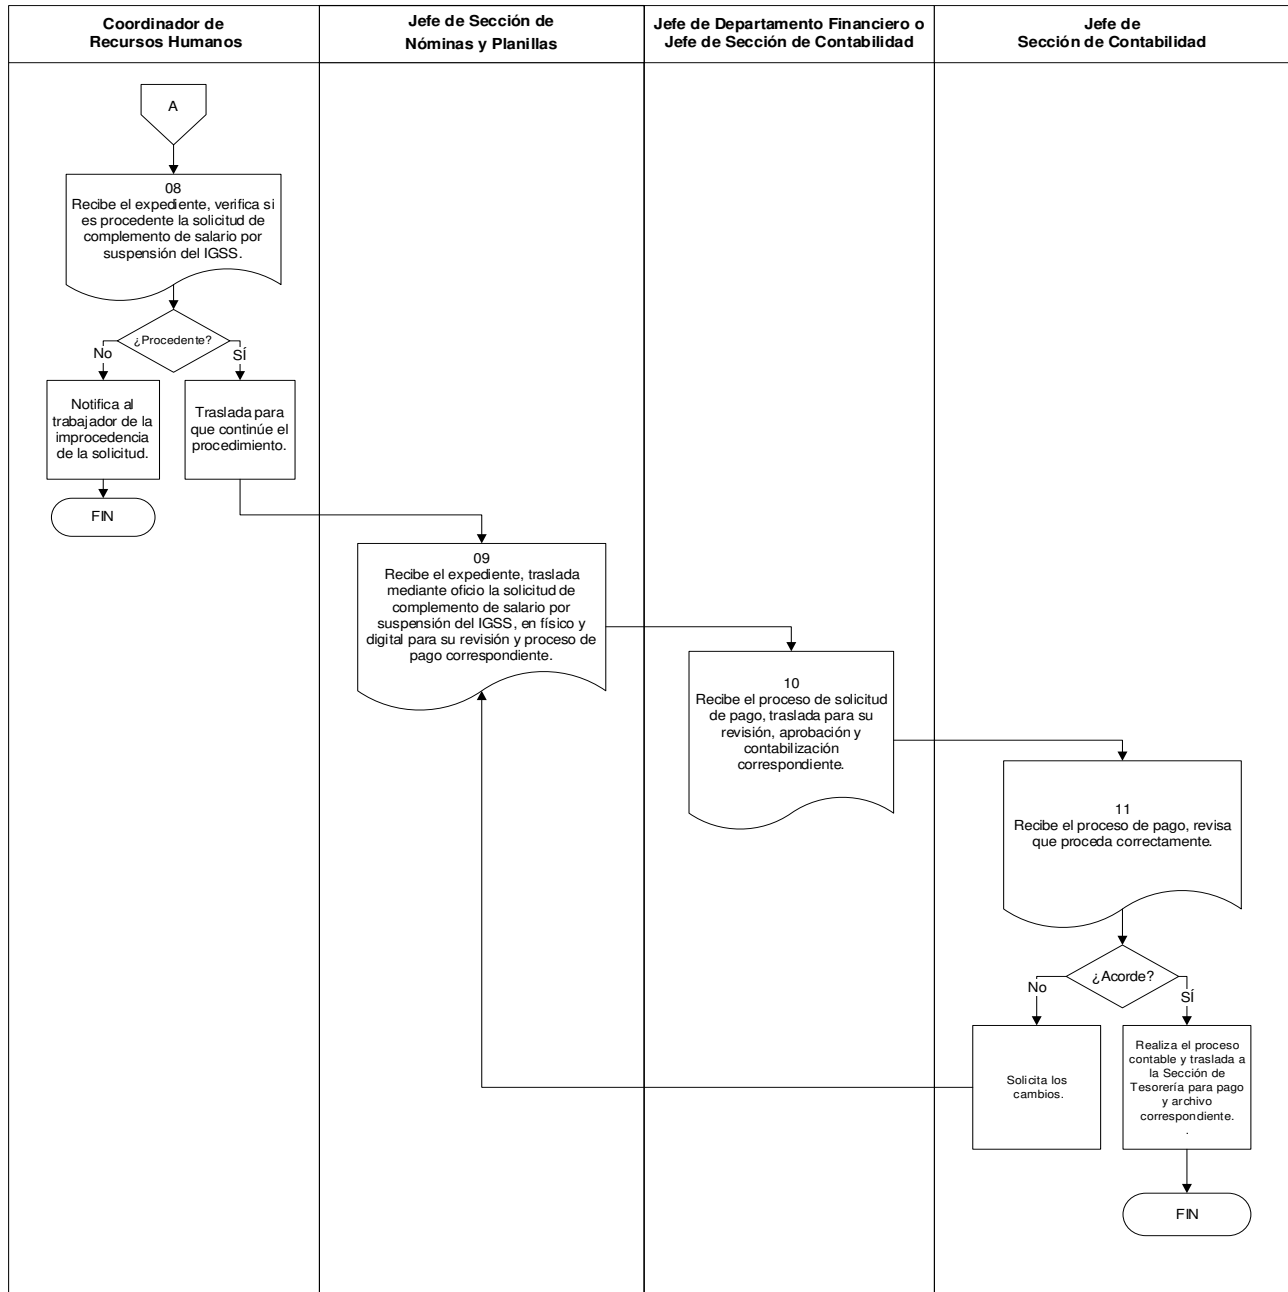 Coordinador de
Recursos Humanos
Jefe de Sección de
Nóminas y Planillas
Jefe de Departamento Financiero o
Jefe de Sección de Contabilidad
Jefe de
Sección de Contabilidad
A
08
Recibe el expediente, verifica si
es procedente la solicitud de
complemento de salario por
suspensión del IGSS.
¿Procedente?
No
SÍ
Notifica al
trabajador de la
improcedencia
de la solicitud.
Traslada para
que continúe el
procedimiento.
FIN
09
Recibe el expediente, traslada
mediante oficio la solicitud de
complemento de salario por
suspensión del IGSS, en físico y
digital para su revisión y proceso de
pago correspondiente.
10
Recibe el proceso de solicitud
de pago, traslada para su
revisión, aprobación y
contabilización
correspondiente.
11
Recibe el proceso de pago, revisa
que proceda correctamente.
¿Acorde?
No
SÍ
Solicita los
cambios.
Realiza el proceso
contable y traslada a
la Sección de
Tesorería para pago
y archivo
correspondiente.
.
FIN